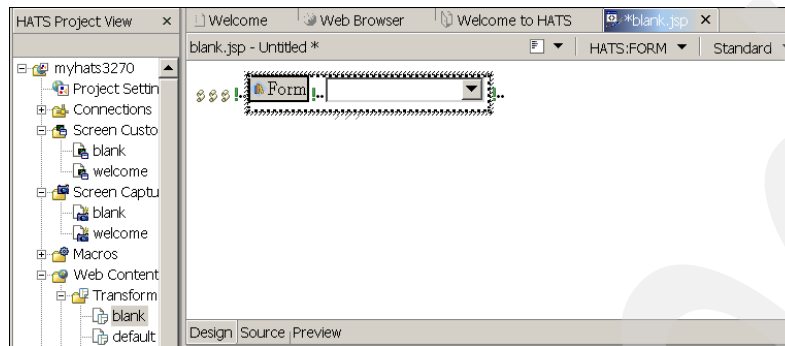 HATS Project View
Welcome
Web Browser
Welcome to HATS
*blank.jsp
blank.jsp - Untitled *
HATS:FORM
Standard
myhats3270
Project Settin
Connections
Screen Custo
blank
welcome
Screen Captu
blank
welcome
Macros
Web Content
Transform
blank
default
Form
Design
Source
Preview